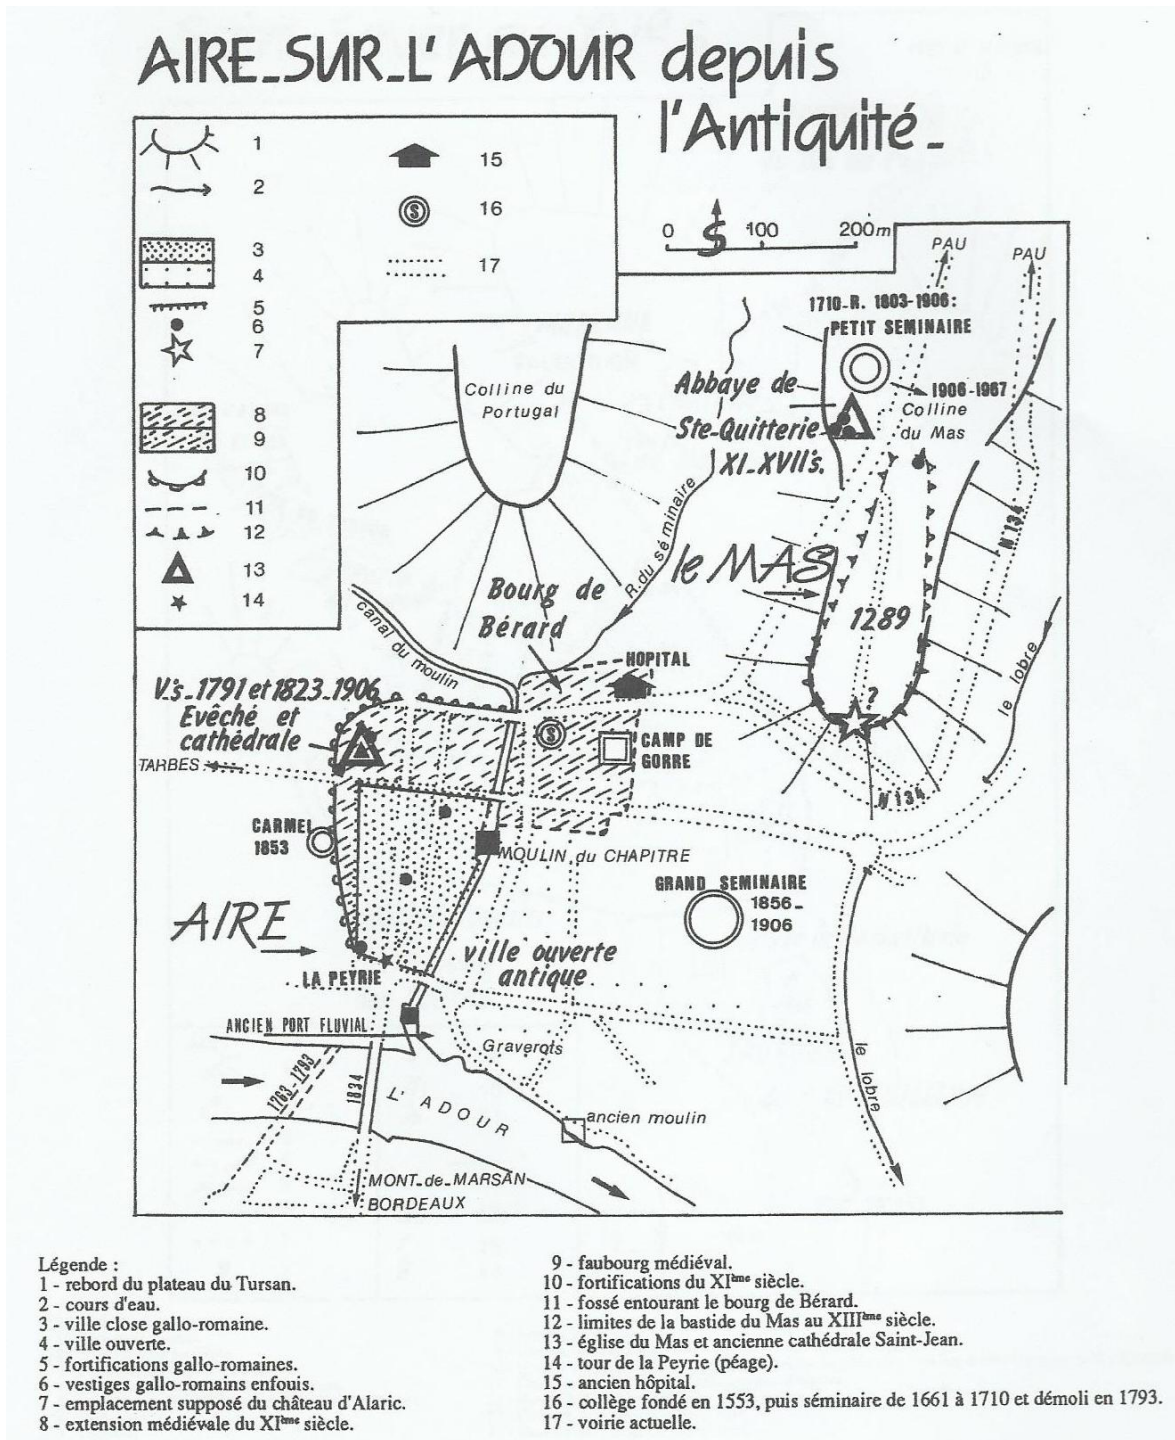 AIRE_SUR_L'ADOUR depuis
l'Antiquité_
1
2
3
4
5
6
7
8
9
10
11
12
13
14
15
S
16
17
0
S
100
200m
PAU
PAU
1710-R. 1803-1906:
PETIT SEMINAIRE
1906-1967
Colline
du Mas
Abbaye de
Ste-Quitterie
XI_XVIIs.
Colline du
Portugal
R. du séminaire
le MAS
1289
N 134
le lobre
?
N 134
Bourg de
Bérard
canal du moulin
HOPITAL
V.s_1791 et 1823_1906
Evêché et
cathédrale
TARBES
S
CAMP DE
GORRE
CARMEL
1853
MOULIN du CHAPITRE
GRAND SEMINAIRE
1856_
1906
AIRE
ville ouverte
antique
LA PEYRIE
ANCIEN PORT FLUVIAL
Graverots
1763-1793
1834
L'ADOUR
ancien moulin
le lobre
MONT-de-MARSAN
BORDEAUX
Légende :
1 - rebord du plateau du Tursan.
2 - cours d'eau.
3 - ville close gallo-romaine.
4 - ville ouverte.
5 - fortifications gallo-romaines.
6 - vestiges gallo-romains enfouis.
7 - emplacement supposé du château d'Alaric.
8 - extension médiévale du XIème siècle.
9 - faubourg médiéval.
10 - fortifications du XIème siècle.
11 - fossé entourant le bourg de Bérard.
12 - limites de la bastide du Mas au XIIIème siècle.
13 - église du Mas et ancienne cathédrale Saint-Jean.
14 - tour de la Peyrie (péage).
15 - ancien hôpital.
16 - collège fondé en 1553, puis séminaire de 1661 à 1710 et démoli en 1793.
17 - voirie actuelle.